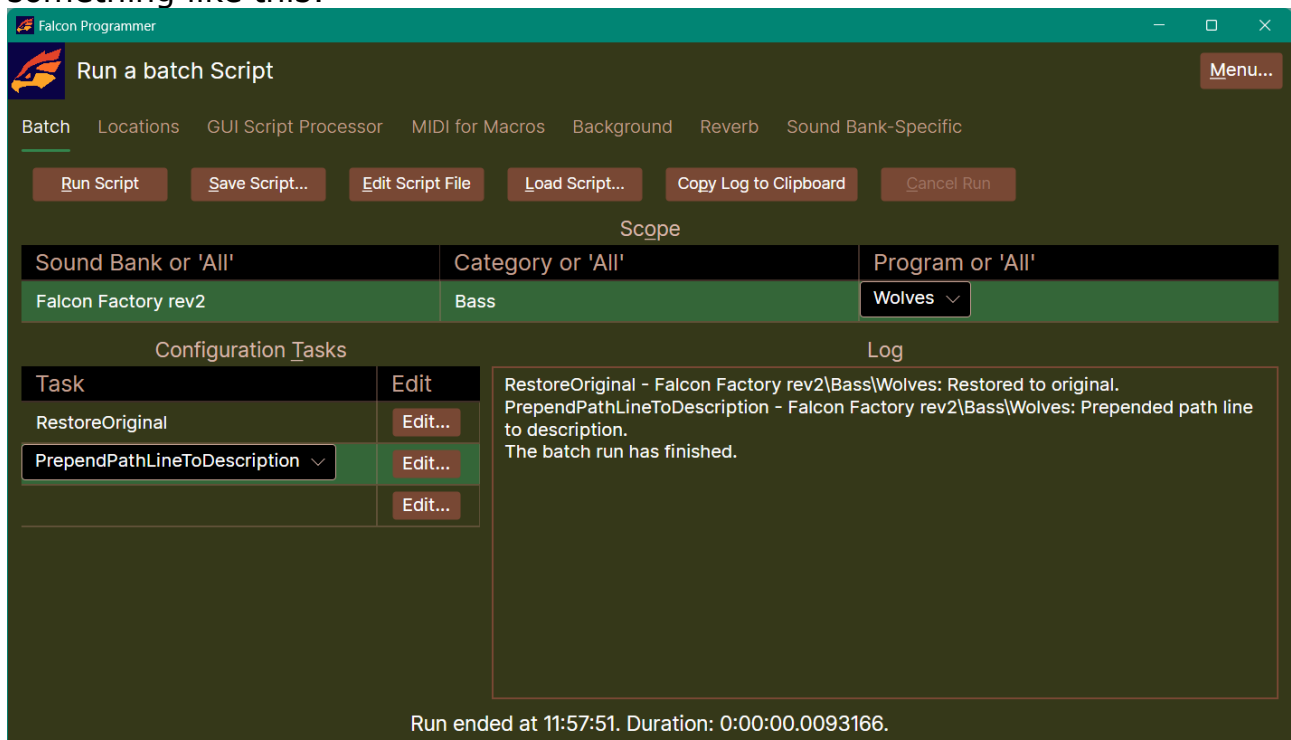 something like this:
Falcon Programmer
Run a batch Script
Menu...
Batch Locations GUI Script Processor MIDI for Macros Background Reverb Sound Bank-Specific
Run Script Save Script... Edit Script File Load Script... Copy Log to Clipboard Cancel Run
Scope
Sound Bank or 'All' Category or 'All' Program or 'All'
Falcon Factory rev2 Bass Wolves
Configuration Tasks
Task Edit
RestoreOriginal Edit...
PrependPathLineToDescription Edit...
Edit...
Log
RestoreOriginal - Falcon Factory rev2\Bass\Wolves: Restored to original.
PrependPathLineToDescription - Falcon Factory rev2\Bass\Wolves: Prepended path line
to description.
The batch run has finished.
Run ended at 11:57:51. Duration: 0:00:00.0093166.